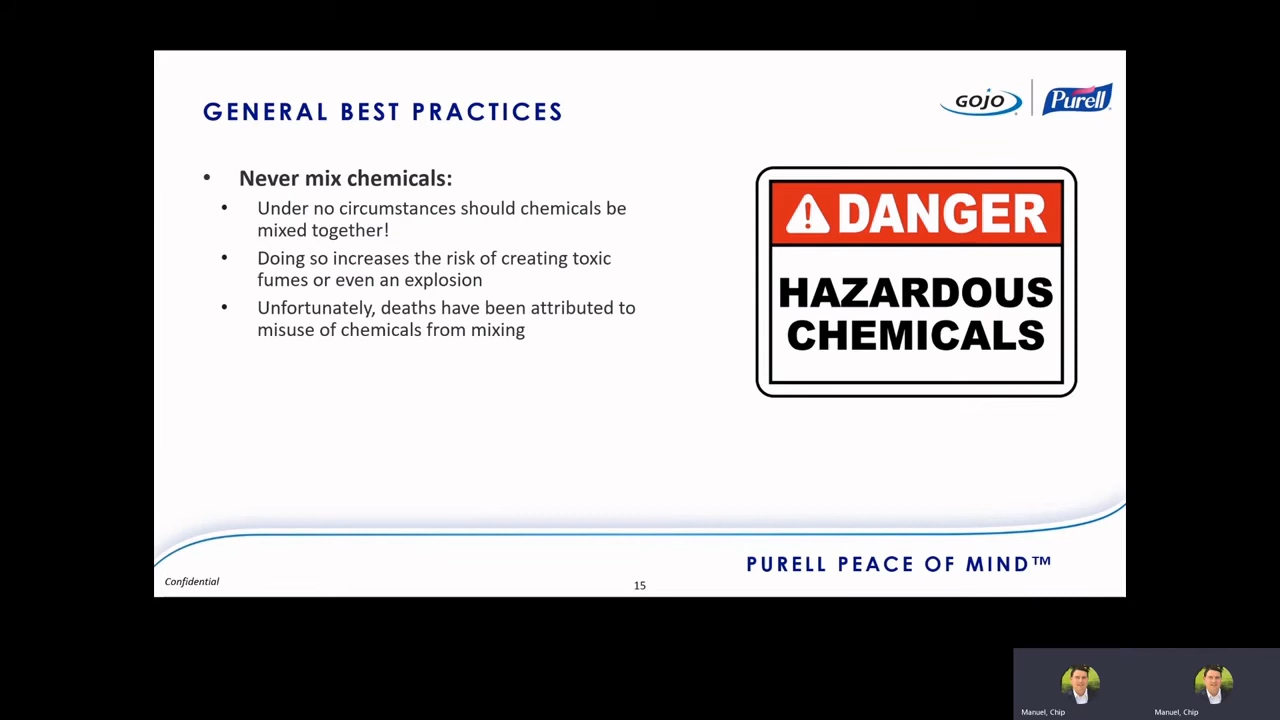 GENERAL BEST PRACTICES
GOJO
Purell
• Never mix chemicals:
• Under no circumstances should chemicals be
mixed together!
• Doing so increases the risk of creating toxic
fumes or even an explosion
• Unfortunately, deaths have been attributed to
misuse of chemicals from mixing
DANGER
HAZARDOUS
CHEMICALS
PURELL PEACE OF MIND™
Confidential
15
Manuel, Chip
Manuel, Chip